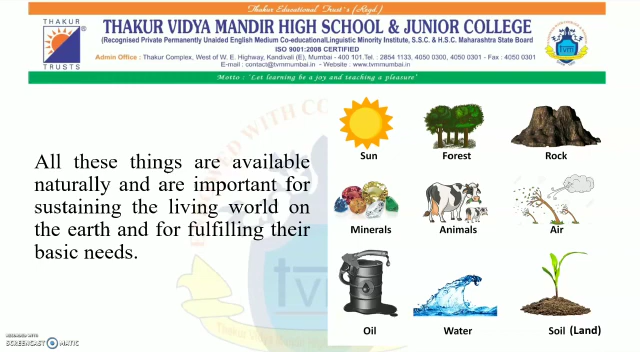 Thakur Educational Trust's (Regd.)
THAKUR VIDYA MANDIR HIGH SCHOOL & JUNIOR COLLEGE
(Recognised Private Permanently Unaided English Medium Co-educational,Linguistic Minority Institute, S.S.C. & H.S.C. Maharashtra State Board
ISO 9001:2008 CERTIFIED
Admin Office : Thakur Complex, West of W. E. Highway, Kandivali (E), Mumbai - 400 101. Tel. : 2854 1133, 4050 0300, 4050 0301 - Fax : 4050 0301
E-mail : contact@tvmmumbai.in - Website : www.tvmmumbai.in
Motto : 'Let learning be a joy and teaching a pleasure'
THAKUR
TRUSTS
tvm
All these things are available
naturally and are important for
sustaining the living world on
the earth and for fulfilling their
basic needs.
Sun Forest Rock
Minerals Animals Air
Oil Water Soil (Land)
RECORDED WITH
SCREENCAST MATIC